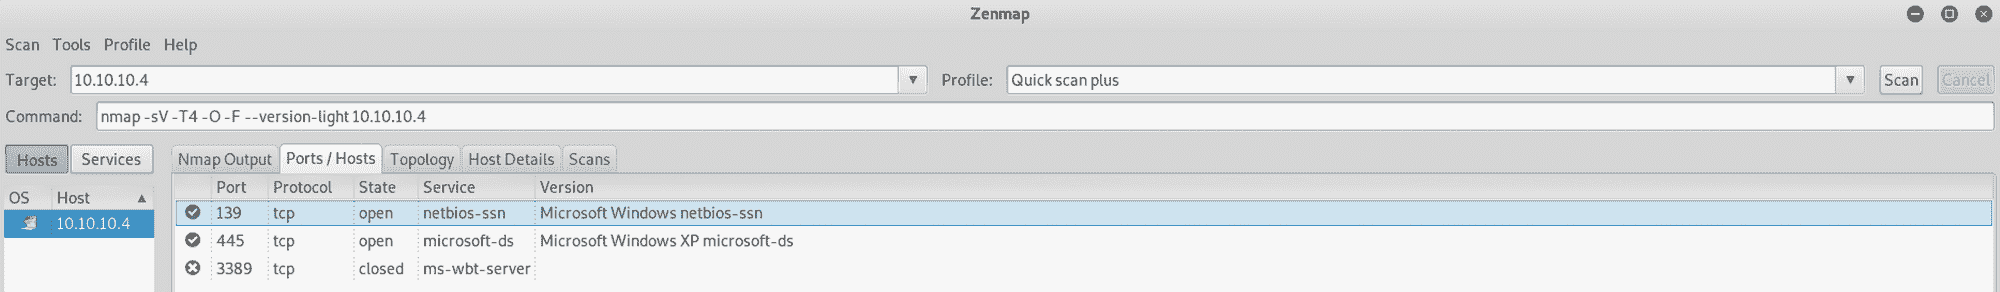 Zenmap
Scan Tools Profile Help
Target: 10.10.10.4 Profile: Quick scan plus Scan Cancel
Command: nmap -sV -T4 -O -F --version-light 10.10.10.4
Hosts Services Nmap Output Ports / Hosts Topology Host Details Scans
OS Host Port Protocol State Service Version
10.10.10.4 139 tcp open netbios-ssn Microsoft Windows netbios-ssn
445 tcp open microsoft-ds Microsoft Windows XP microsoft-ds
3389 tcp closed ms-wbt-server